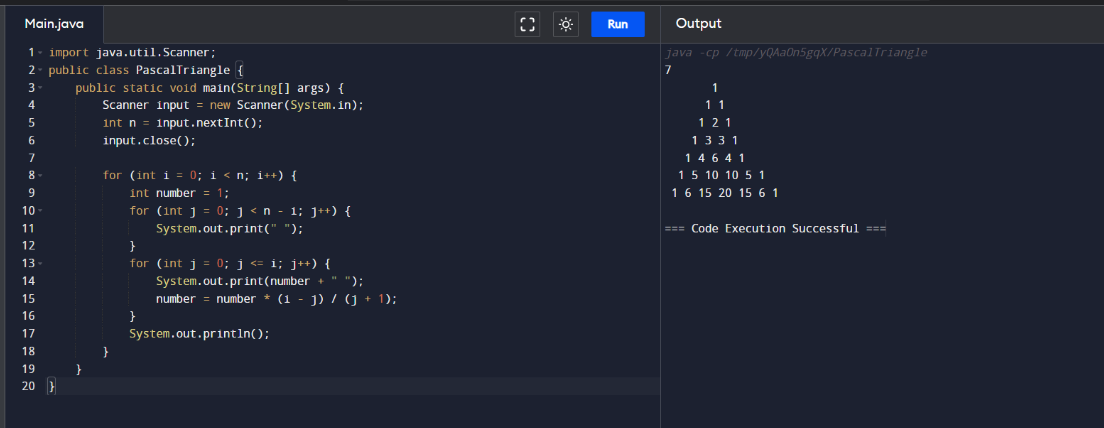 Main.java
Run
Output
1 import java.util.Scanner;
2 public class PascalTriangle {
3     public static void main(String[] args) {
4         Scanner input = new Scanner(System.in);
5         int n = input.nextInt();
6         input.close();
7
8         for (int i = 0; i < n; i++) {
9             int number = 1;
10             for (int j = 0; j < n - i; j++) {
11                 System.out.print(" ");
12             }
13             for (int j = 0; j <= i; j++) {
14                 System.out.print(number + " ");
15                 number = number * (i - j) / (j + 1);
16             }
17             System.out.println();
18         }
19     }
20 }
java -cp /tmp/yQAaOn5gqX/PascalTriangle
7
       1
      1 1
     1 2 1
    1 3 3 1
   1 4 6 4 1
  1 5 10 10 5 1
 1 6 15 20 15 6 1
=== Code Execution Successful ===